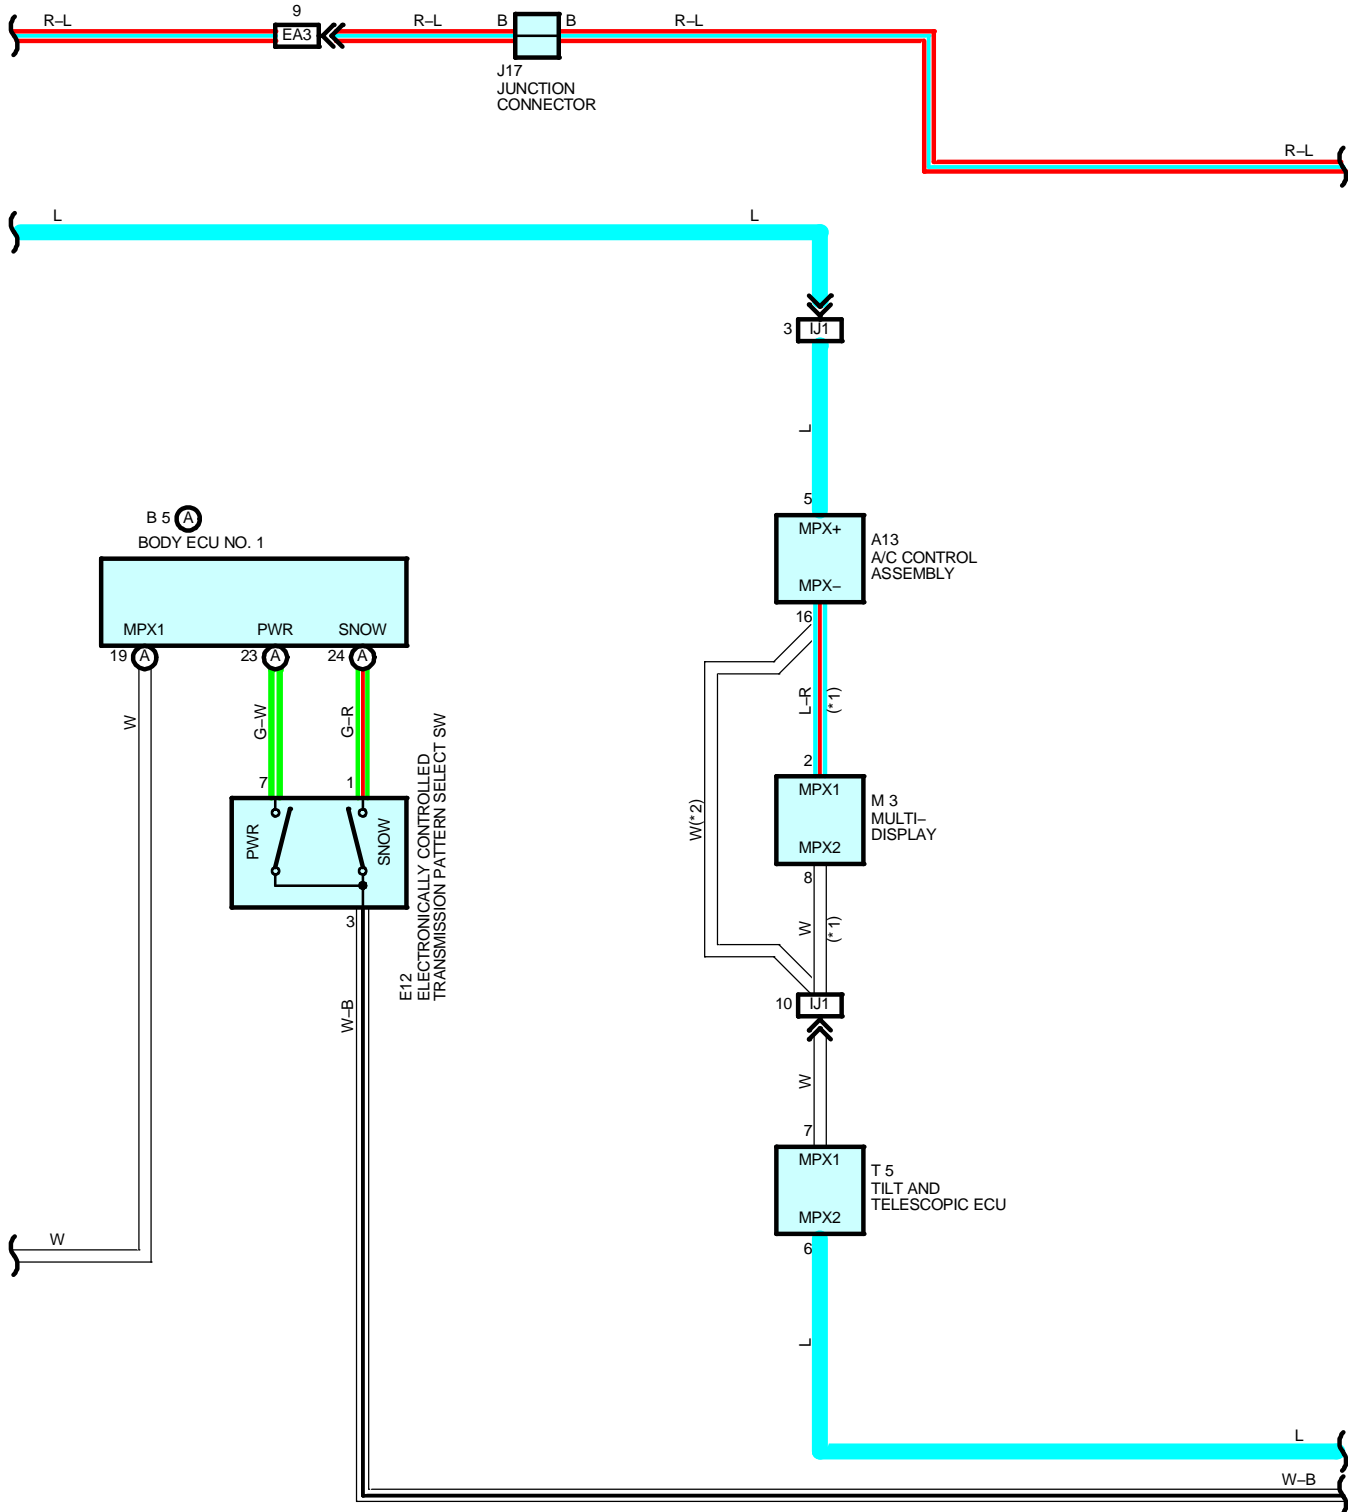 9
R–L
EA3
R–L
B
B
R–L
J17
JUNCTION
CONNECTOR
R–L
L
L
3
IJ1
L
5
MPX+
MPX–
A13
A/C CONTROL
ASSEMBLY
16
B 5
A
BODY ECU NO. 1
MPX1
PWR
SNOW
19
A
23
A
24
A
W
G–W
G–R
7
1
PWR
SNOW
3
E12
ELECTRONICALLY CONTROLLED
TRANSMISSION PATTERN SELECT SW
W–B
L–R
(*1)
W(*2)
2
MPX1
MPX2
M 3
MULTI–
DISPLAY
8
W
(*1)
10
IJ1
W
7
MPX1
MPX2
T 5
TILT AND
TELESCOPIC ECU
6
W
L
L
W–B